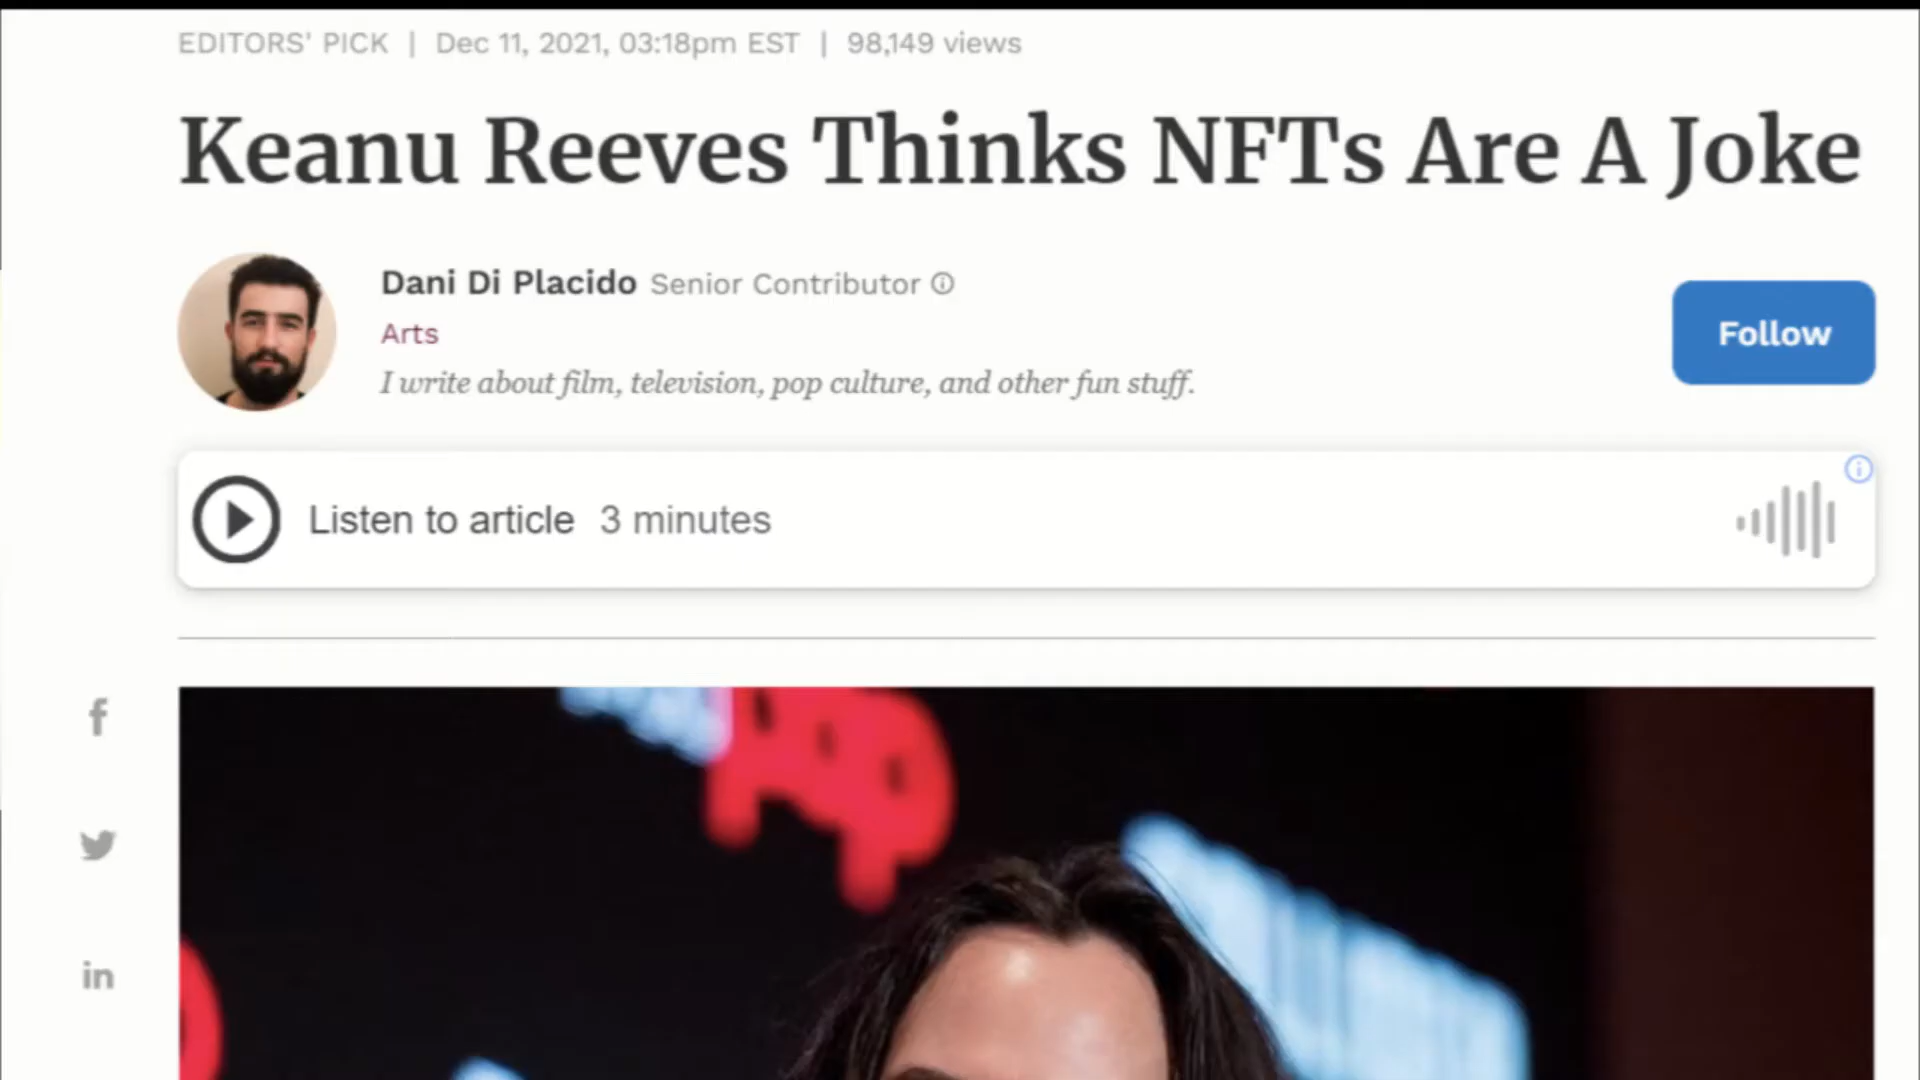 EDITORS' PICK | Dec 11, 2021, 03:18pm EST | 98,149 views
Keanu Reeves Thinks NFTs Are A Joke
Dani Di Placido Senior Contributor
Arts
I write about film, television, pop culture, and other fun stuff.
Follow
Listen to article 3 minutes